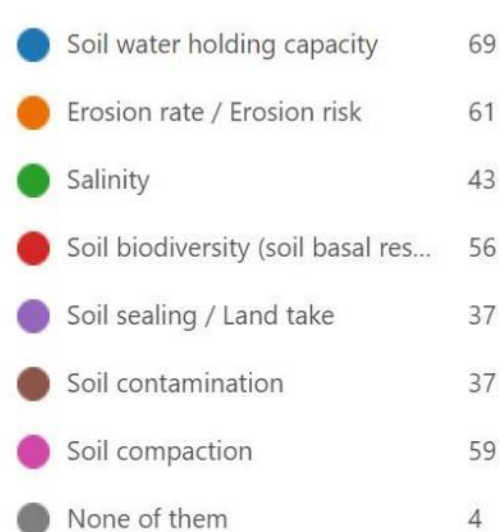 Soil water holding capacity 69
Erosion rate / Erosion risk 61
Salinity 43
Soil biodiversity (soil basal res... 56
Soil sealing / Land take 37
Soil contamination 37
Soil compaction 59
None of them 4